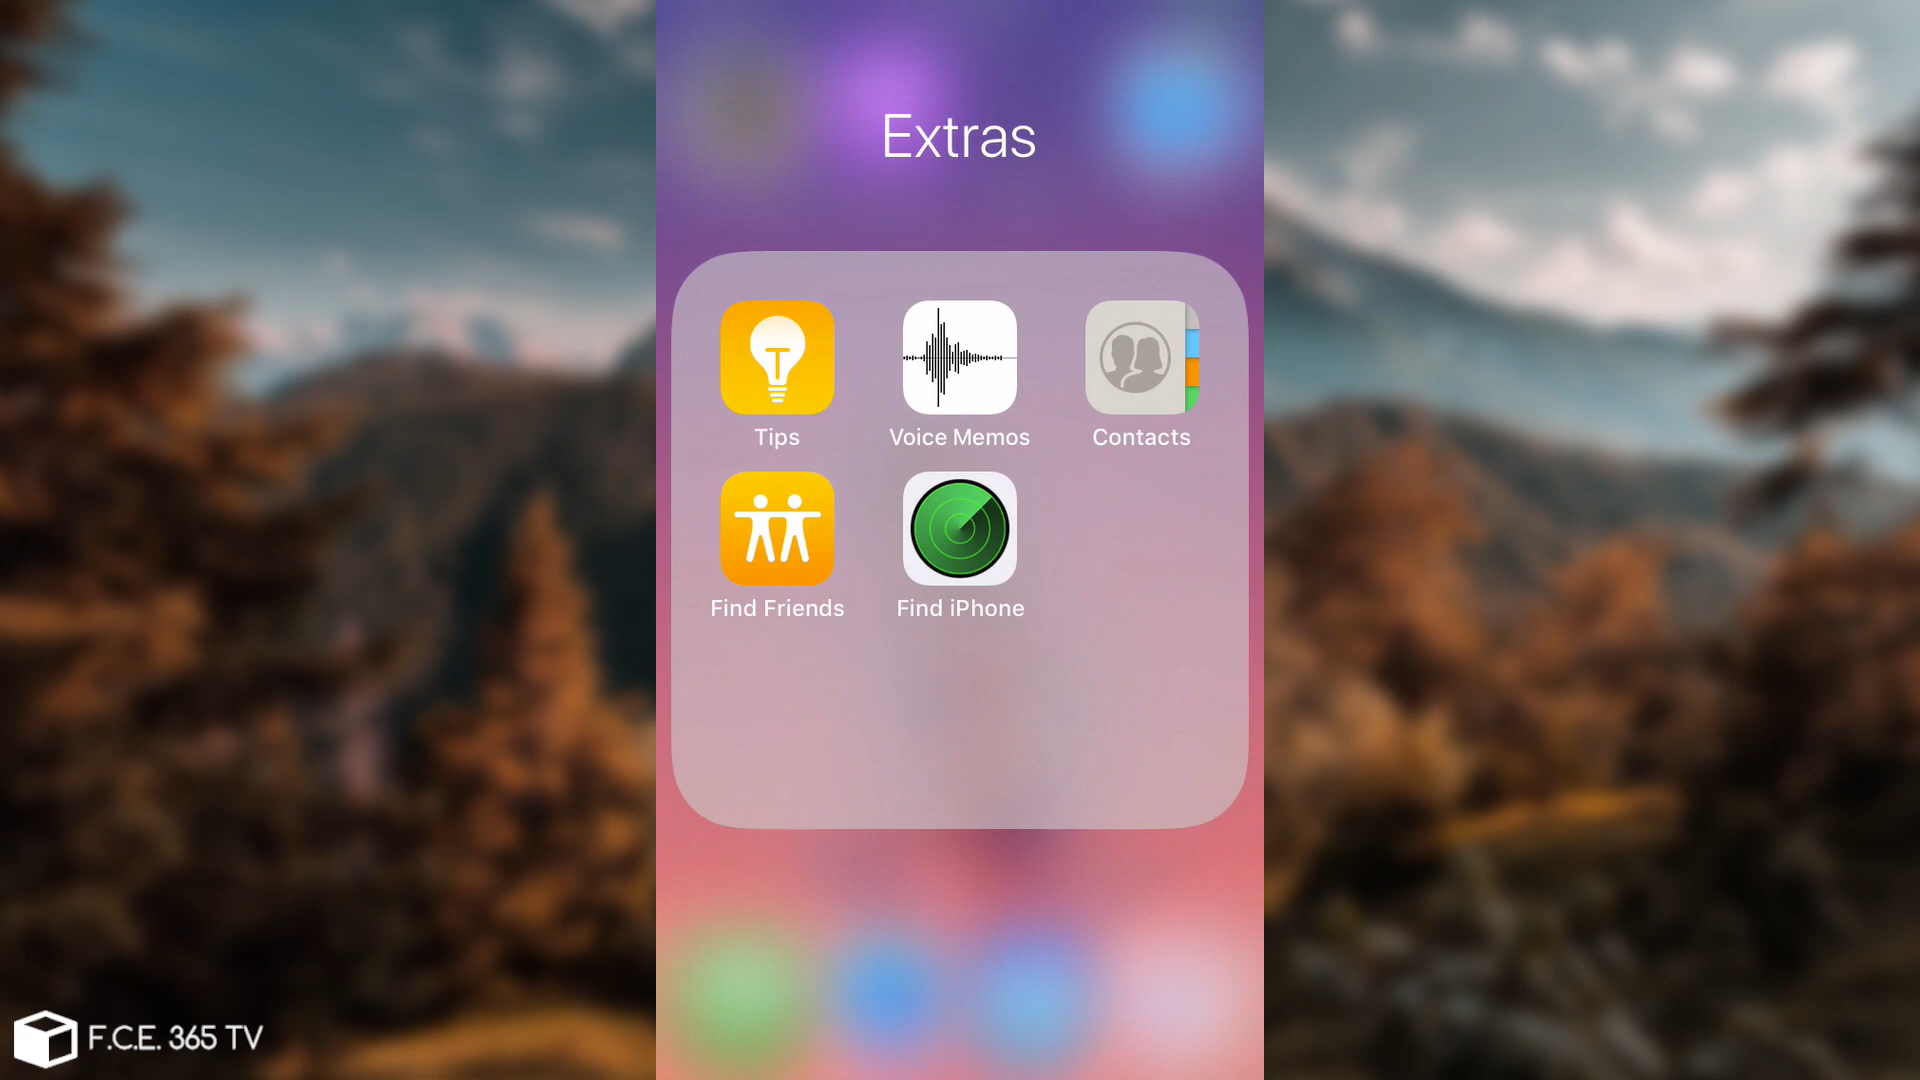 Extras
Tips
Voice Memos
Contacts
Find Friends
Find iPhone
F.C.E. 365 TV